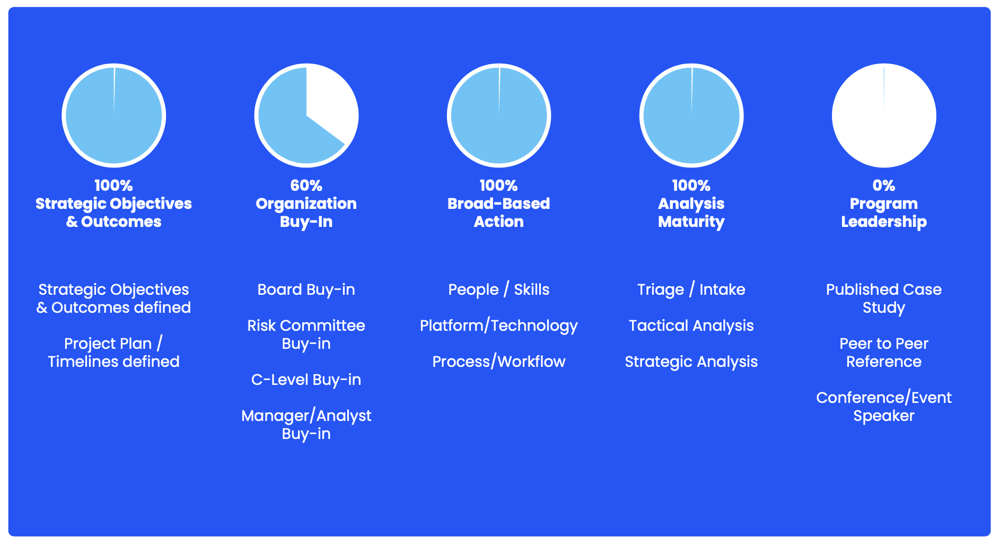 100%
Strategic Objectives
& Outcomes
Strategic Objectives
& Outcomes defined
Project Plan /
Timelines defined
60%
Organization
Buy-In
Board Buy-in
Risk Committee
Buy-in
C-Level Buy-in
Manager/Analyst
Buy-in
100%
Broad-Based
Action
People / Skills
Platform/Technology
Process/Workflow
100%
Analysis
Maturity
Triage / Intake
Tactical Analysis
Strategic Analysis
0%
Program
Leadership
Published Case
Study
Peer to Peer
Reference
Conference/Event
Speaker